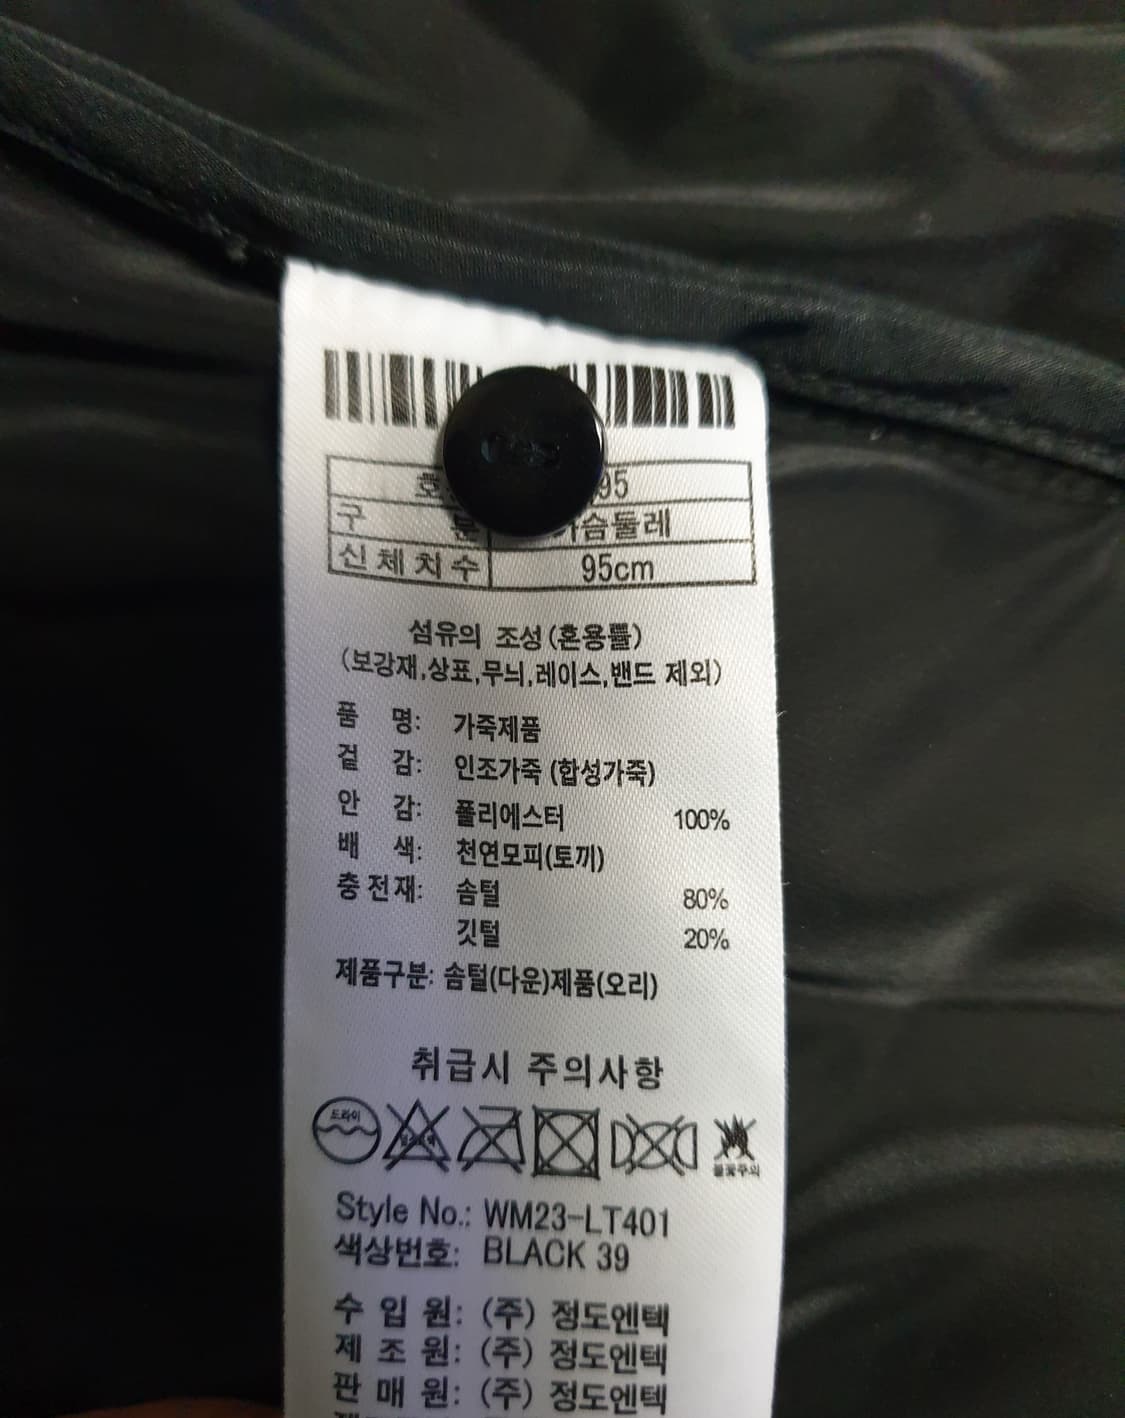 95
구 분 가슴둘레
신체치수 95cm
섬유의 조성(혼용률)
(보강재,상표,무늬,레이스,밴드 제외)
품 명: 가죽제품
겉 감: 인조가죽 (합성가죽)
안 감: 폴리에스터 100%
배 색: 천연모피(토끼)
충전재: 솜털 80%
깃털 20%
제품구분: 솜털(다운)제품(오리)
취급시 주의사항
드라이
불꽃주의
Style No.: WM23-LT401
색상번호: BLACK 39
수 입 원: (주) 정도엔텍
제 조 원: (주) 정도엔텍
판 매 원: (주) 정도엔텍